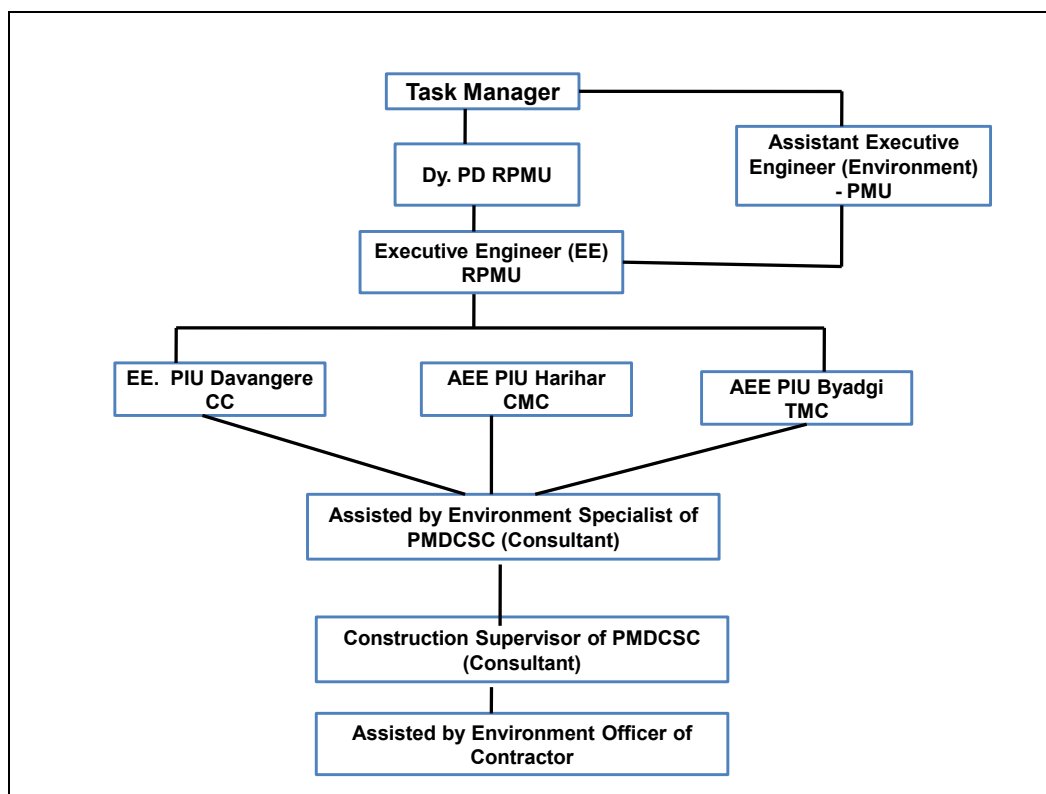 Task Manager
Assistant Executive
Engineer (Environment)
- PMU
Dy. PD RPMU
Executive Engineer (EE)
RPMU
EE. PIU Davangere
CC
AEE PIU Harihar
CMC
AEE PIU Byadgi
TMC
Assisted by Environment Specialist of
PMDCSC (Consultant)
Construction Supervisor of PMDCSC
(Consultant)
Assisted by Environment Officer of
Contractor